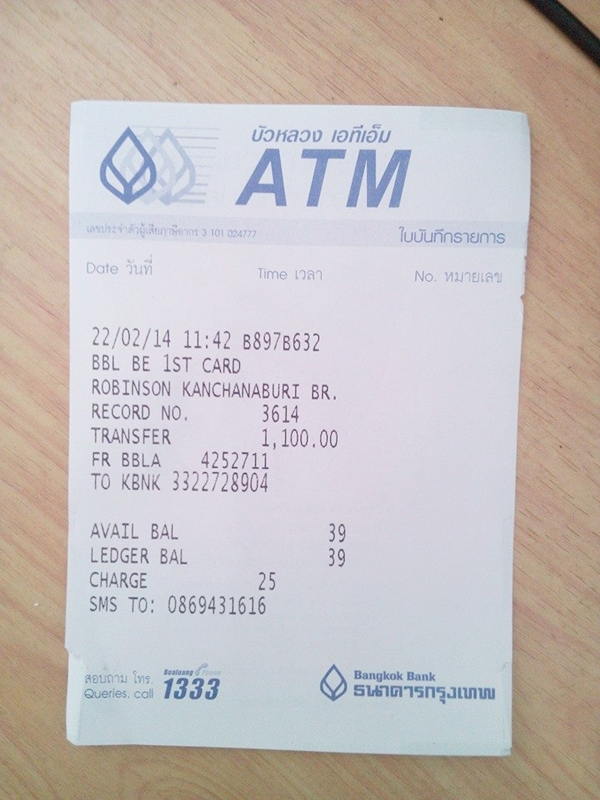 บัวหลวง เอทีเอ็ม
ATM
เลขประจำตัวผู้เสียภาษีอากร 3 101 024777
ใบบันทึกรายการ
Date วันที่ Time เวลา No. หมายเลข
22/02/14 11:42 B897B632
BBL BE 1ST CARD
ROBINSON KANCHANABURI BR.
RECORD NO. 3614
TRANSFER 1,100.00
FR BBLA 4252711
TO KBNK 3322728904
AVAIL BAL 39
LEDGER BAL 39
CHARGE 25
SMS TO: 0869431616
สอบถาม โทร.
Queries, call
Bualuang Phone
1333
Bangkok Bank
ธนาคารกรุงเทพ